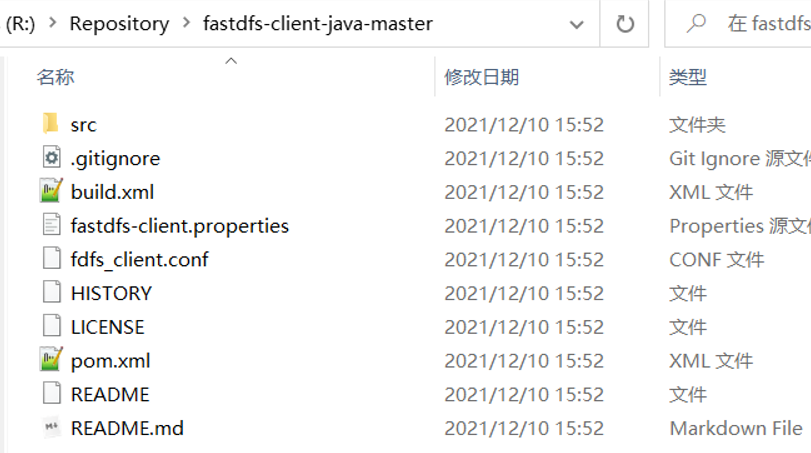 (R:) > Repository > fastdfs-client-java-master 在 fastdfs
名称 修改日期 类型
src 2021/12/10 15:52 文件夹
.gitignore 2021/12/10 15:52 Git Ignore 源文件
build.xml 2021/12/10 15:52 XML 文件
fastdfs-client.properties 2021/12/10 15:52 Properties 源文件
fdfs_client.conf 2021/12/10 15:52 CONF 文件
HISTORY 2021/12/10 15:52 文件
LICENSE 2021/12/10 15:52 文件
pom.xml 2021/12/10 15:52 XML 文件
README 2021/12/10 15:52 文件
README.md 2021/12/10 15:52 Markdown File